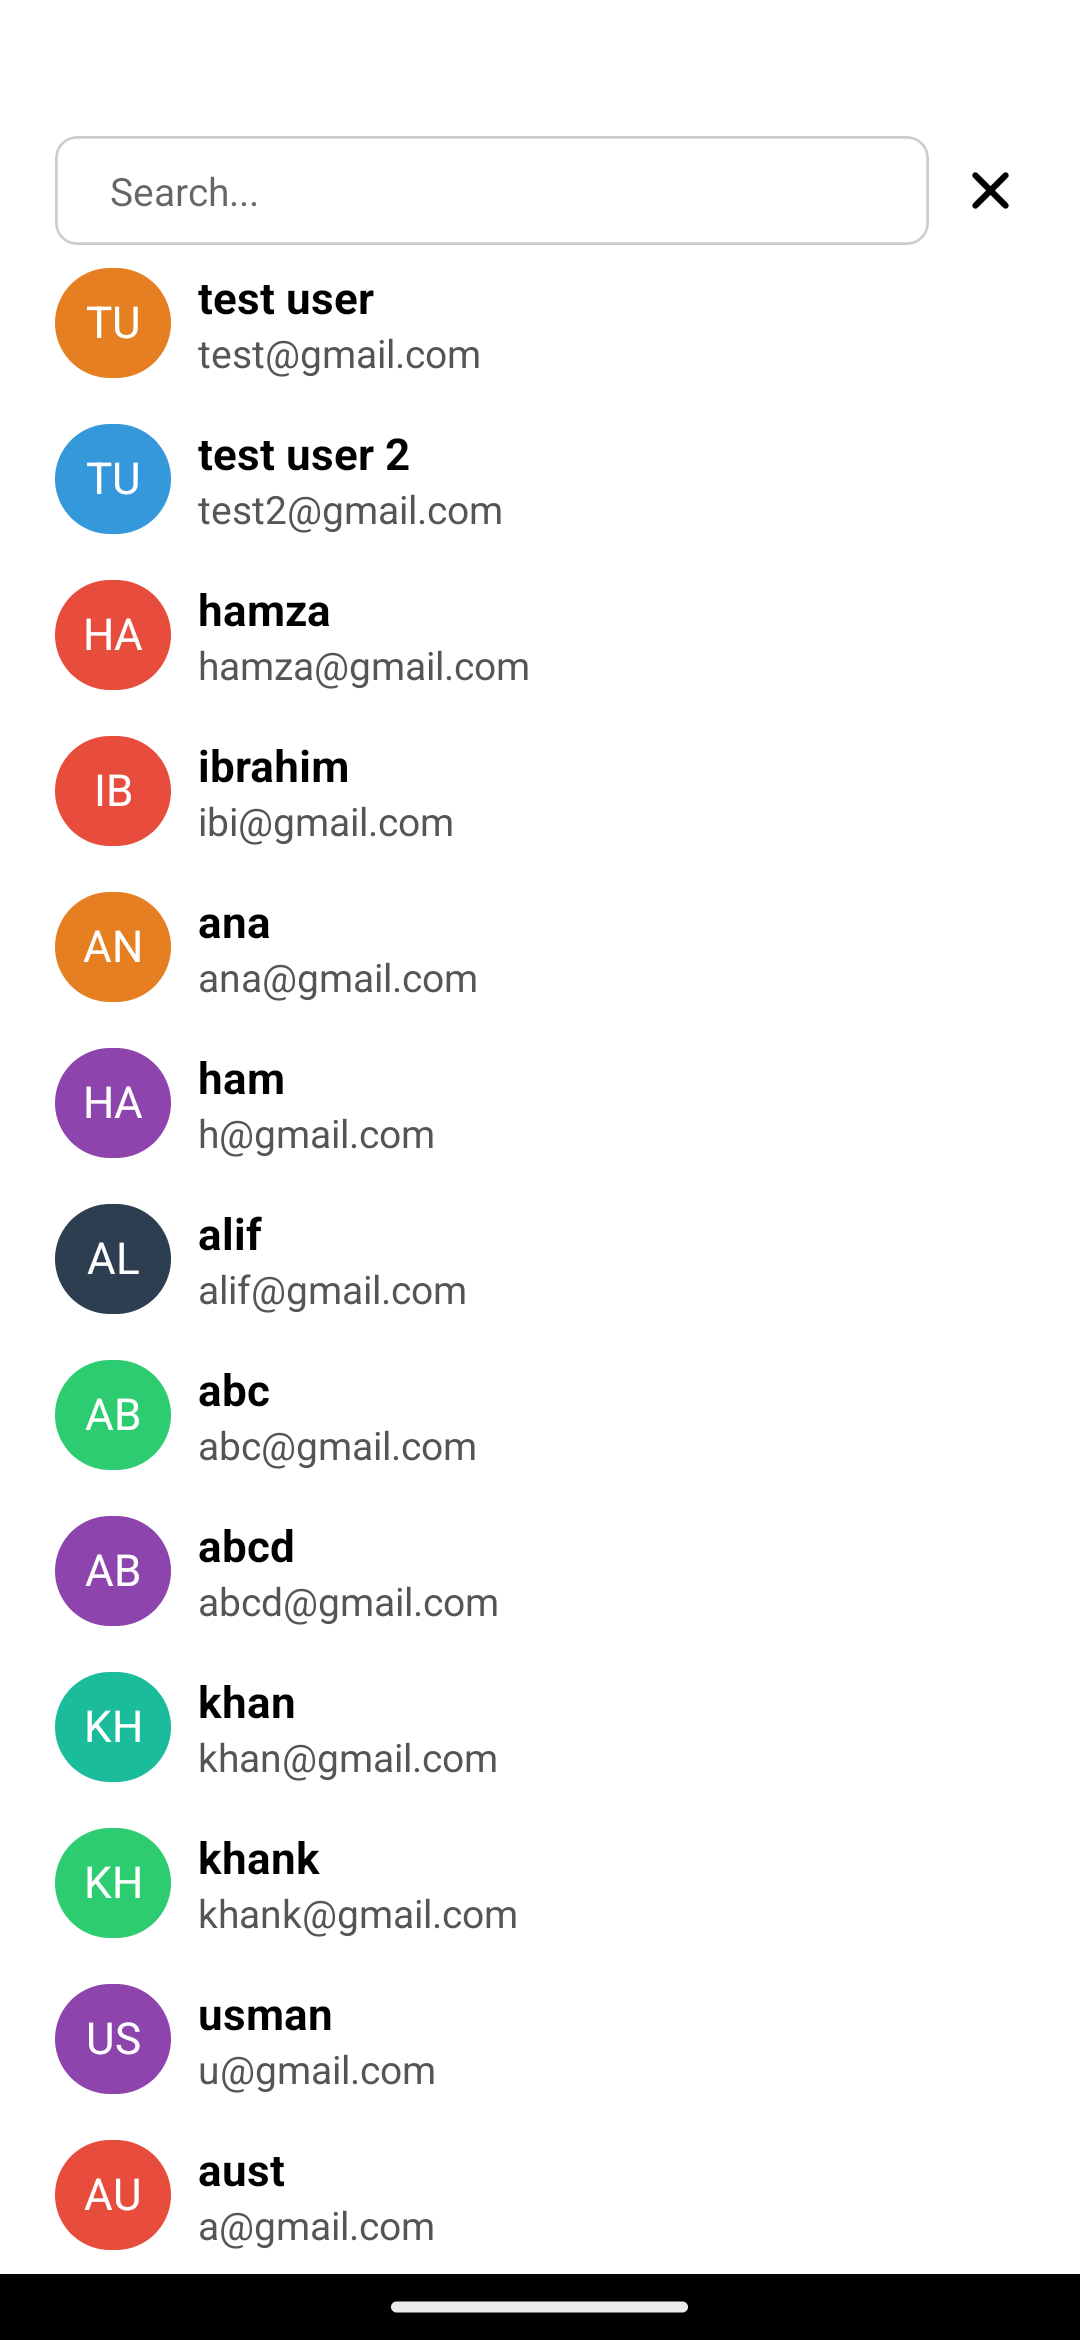 Search...
TU
test user
test@gmail.com
TU
test user 2
test2@gmail.com
HA
hamza
hamza@gmail.com
IB
ibrahim
ibi@gmail.com
AN
ana
ana@gmail.com
HA
ham
h@gmail.com
AL
alif
alif@gmail.com
AB
abc
abc@gmail.com
AB
abcd
abcd@gmail.com
KH
khan
khan@gmail.com
KH
khank
khank@gmail.com
US
usman
u@gmail.com
AU
aust
a@gmail.com